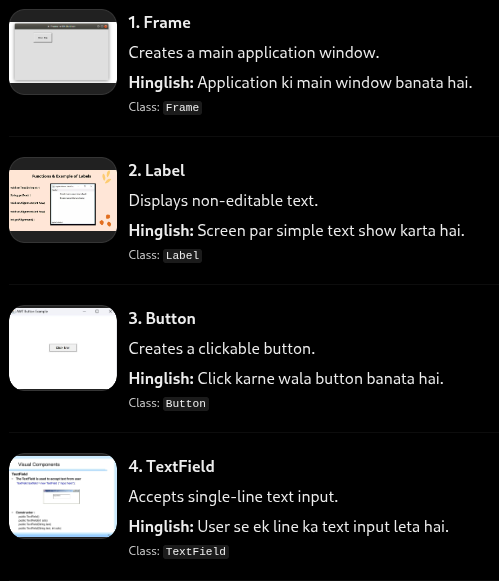 1. Frame
Creates a main application window.
Hinglish: Application ki main window banata hai.
Class: Frame
Functions & Example of Labels
2. Label
Displays non-editable text.
Hinglish: Screen par simple text show karta hai.
Class: Label
3. Button
Creates a clickable button.
Hinglish: Click karne wala button banata hai.
Class: Button
Visual Components
TextField
4. TextField
Accepts single-line text input.
Hinglish: User se ek line ka text input leta hai.
Class: TextField